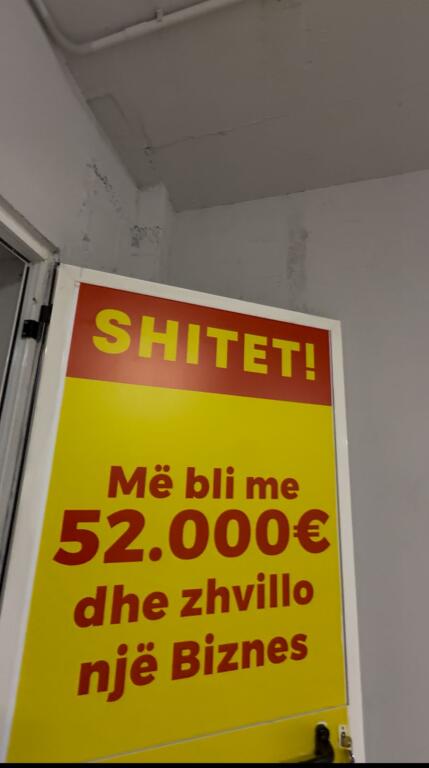 SHITET!
Më bli me
52.000€
dhe zhvillo
një Biznes